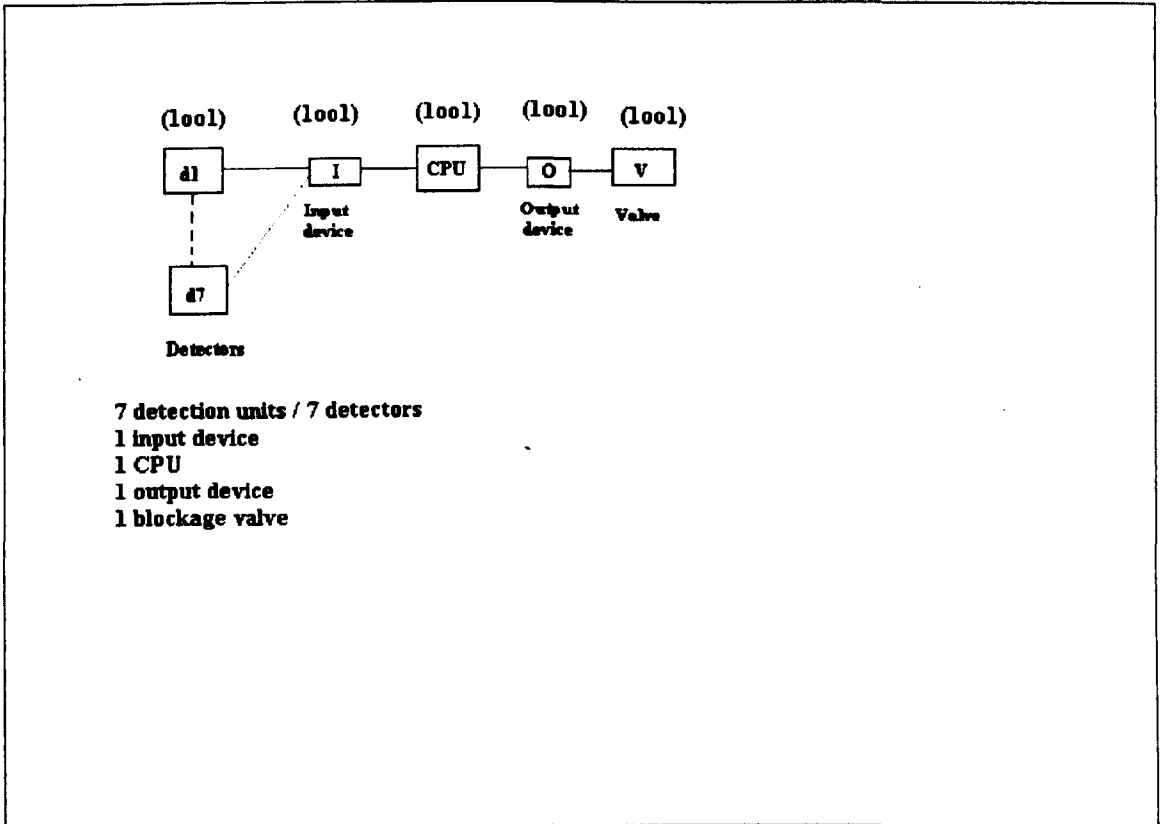 (1oo1) (1oo1) (1oo1) (1oo1) (1oo1)
d1 I CPU O V
Input device
Output device
Valve
d7
Detectors
7 detection units / 7 detectors
1 input device
1 CPU
1 output device
1 blockage valve